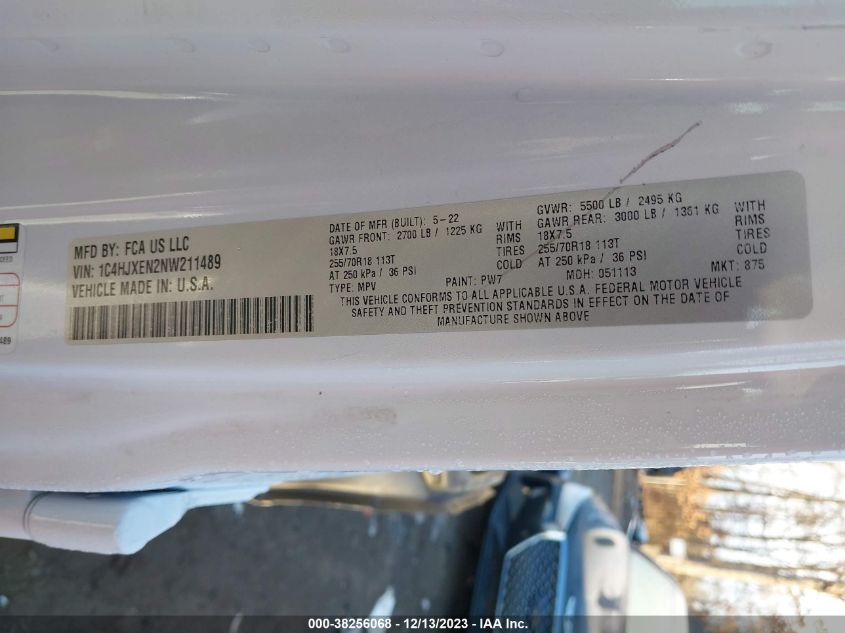 MFD BY: FCA US LLC
VIN: 1C4HJXEN2NW211489
VEHICLE MADE IN: U.S.A.
DATE OF MFR (BUILT): 5-22
GAWR FRONT: 2700 LB / 1225 KG WITH
18X7.5 RIMS
255/70R18 113T TIRES
AT 250 kPa / 36 PSI COLD
TYPE: MPV PAINT: PW7
GVWR: 5500 LB / 2495 KG
GAWR REAR: 3000 LB / 1361 KG WITH
18X7.5 RIMS
255/70R18 113T TIRES
AT 250 kPa / 36 PSI COLD
MDH: 051113 MKT: 875
THIS VEHICLE CONFORMS TO ALL APPLICABLE U.S.A. FEDERAL MOTOR VEHICLE
SAFETY AND THEFT PREVENTION STANDARDS IN EFFECT ON THE DATE OF
MANUFACTURE SHOWN ABOVE
000-38256068 - 12/13/2023 - IAA Inc.